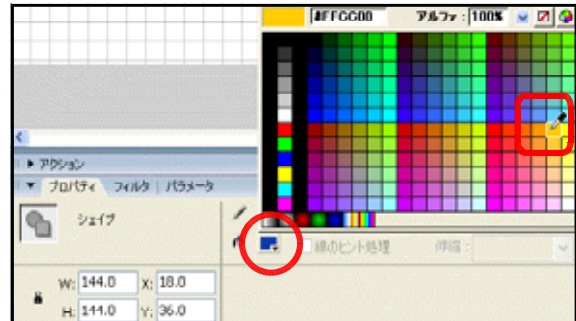 #FFCC00 アルファ: 100%
アクション
プロパティ フィルタ パラメータ
シェイプ
線のヒント処理 伸縮:
W: 144.0 X: 18.0
H: 144.0 Y: 36.0